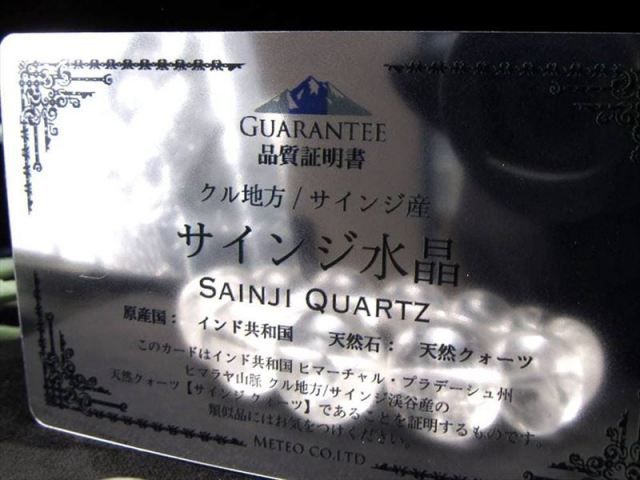 GUARANTEE
品質証明書
クル地方 / サインジ産
サインジ水晶
SAINJI QUARTZ
原産国： インド共和国 天然石： 天然クォーツ
このカードはインド共和国 ヒマーチャル・プラデーシュ州
ヒマラヤ山脈 クル地方/サインジ渓谷産の
天然クォーツ【サインジ クォーツ】であることを証明するものです。
類似品にはお気をつけください。
METEO CO.LTD